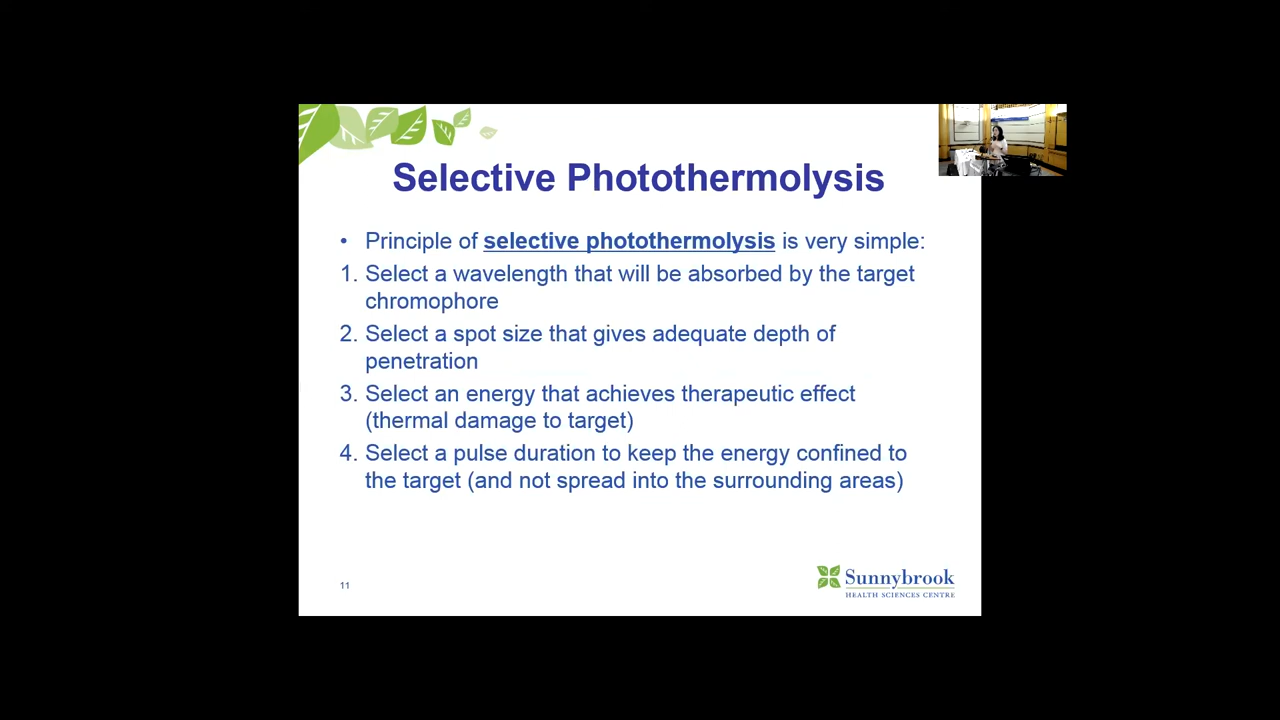 Selective Photothermolysis
• Principle of selective photothermolysis is very simple:
1. Select a wavelength that will be absorbed by the target
chromophore
2. Select a spot size that gives adequate depth of
penetration
3. Select an energy that achieves therapeutic effect
(thermal damage to target)
4. Select a pulse duration to keep the energy confined to
the target (and not spread into the surrounding areas)
11
Sunnybrook
HEALTH SCIENCES CENTRE